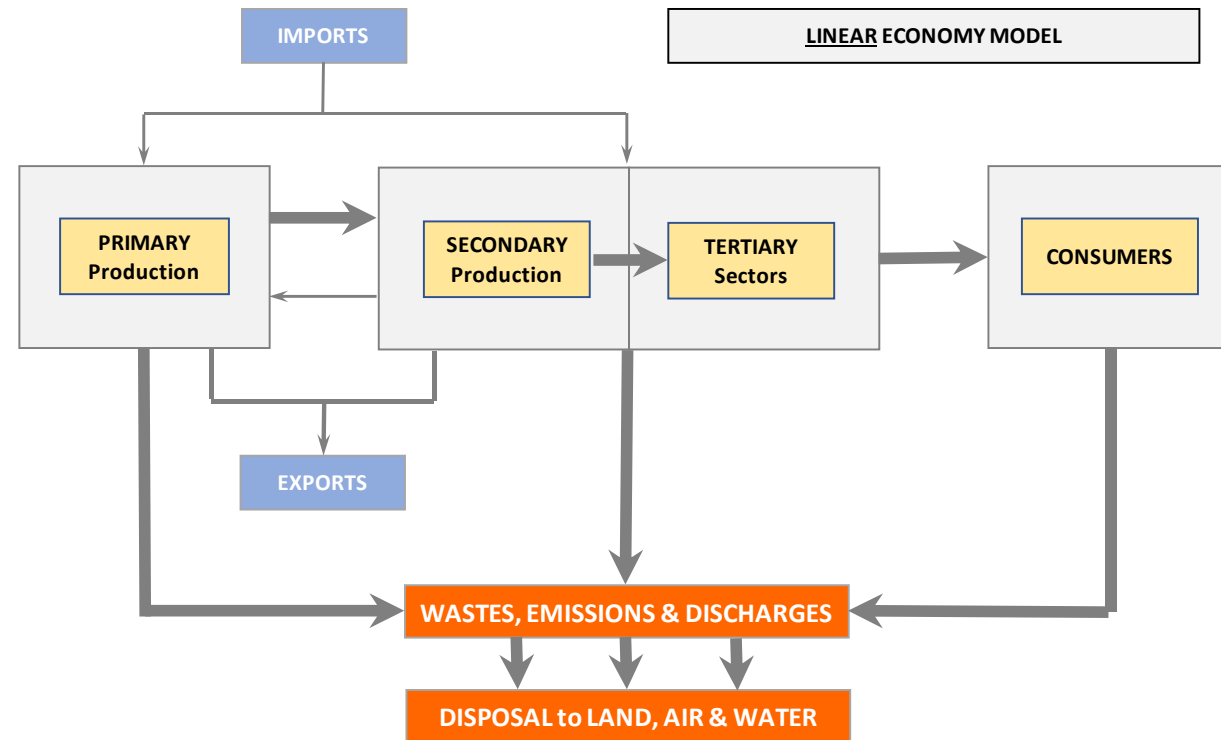 IMPORTS
LINEAR ECONOMY MODEL
PRIMARY
Production
SECONDARY
Production
TERTIARY
Sectors
CONSUMERS
EXPORTS
WASTES, EMISSIONS & DISCHARGES
DISPOSAL to LAND, AIR & WATER